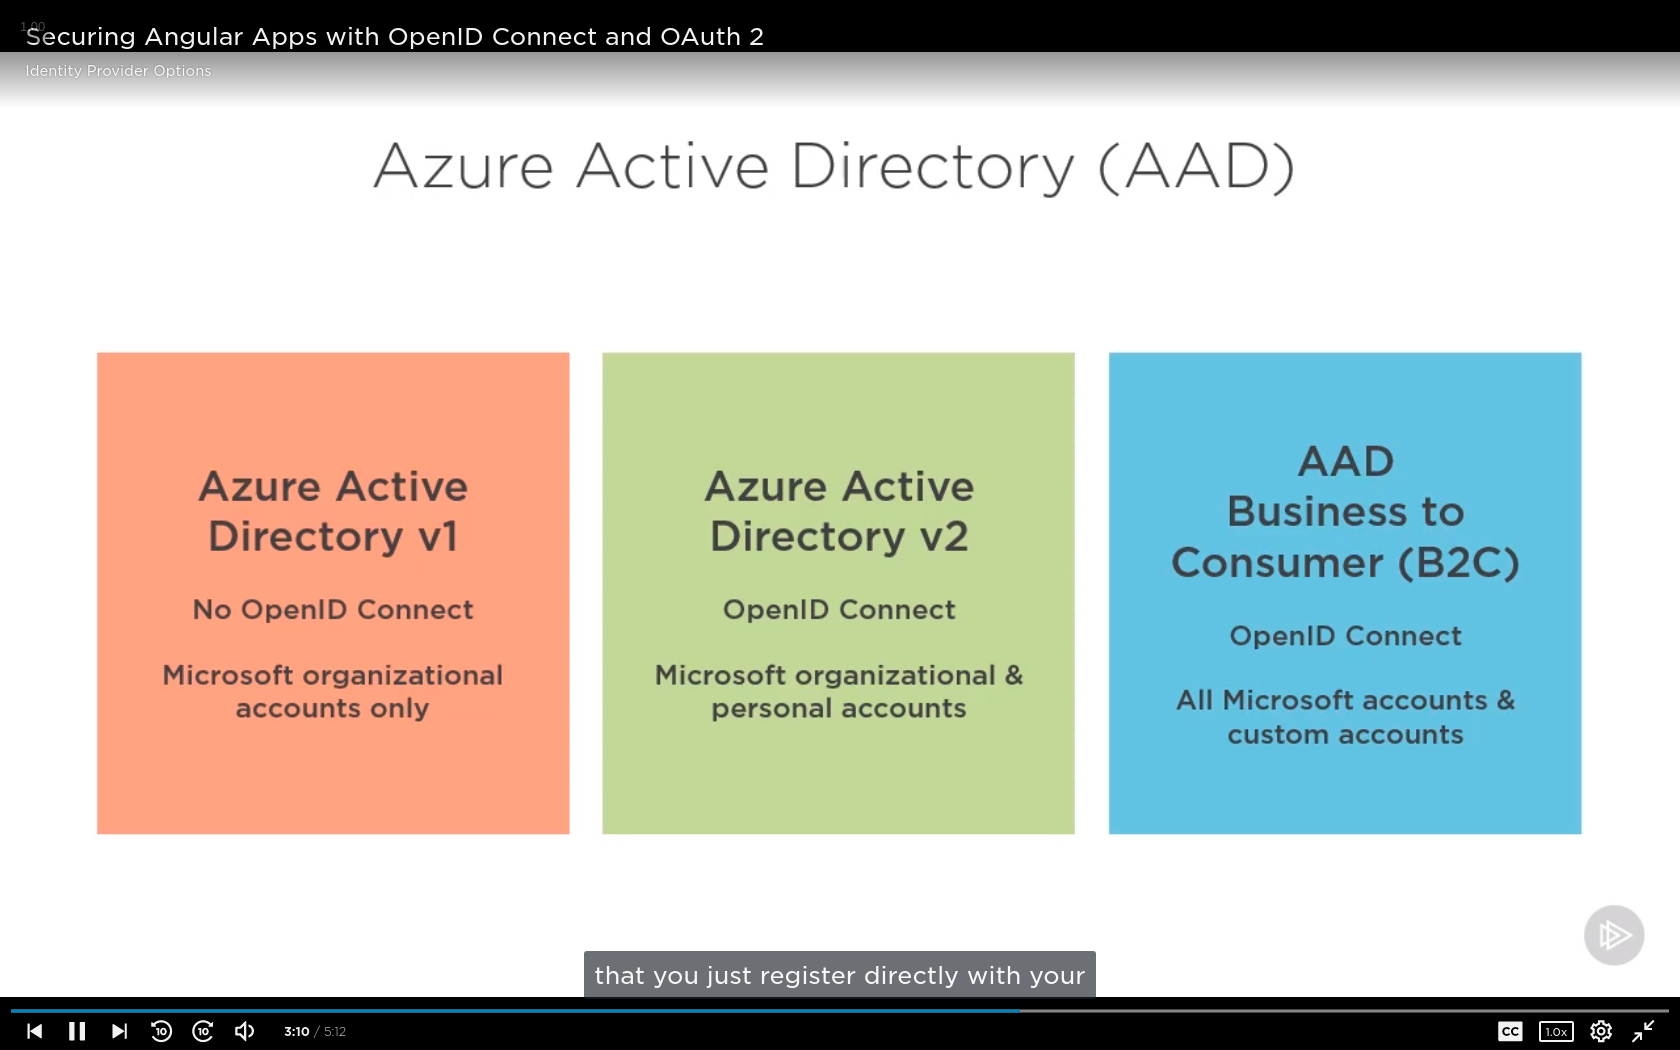 1.00
Securing Angular Apps with OpenID Connect and OAuth 2
Identity Provider Options
Azure Active Directory (AAD)
Azure Active
Directory v1
No OpenID Connect
Microsoft organizational
accounts only
Azure Active
Directory v2
OpenID Connect
Microsoft organizational &
personal accounts
AAD
Business to
Consumer (B2C)
OpenID Connect
All Microsoft accounts &
custom accounts
that you just register directly with your
10
10
3:10 / 5:12
CC
1.0x